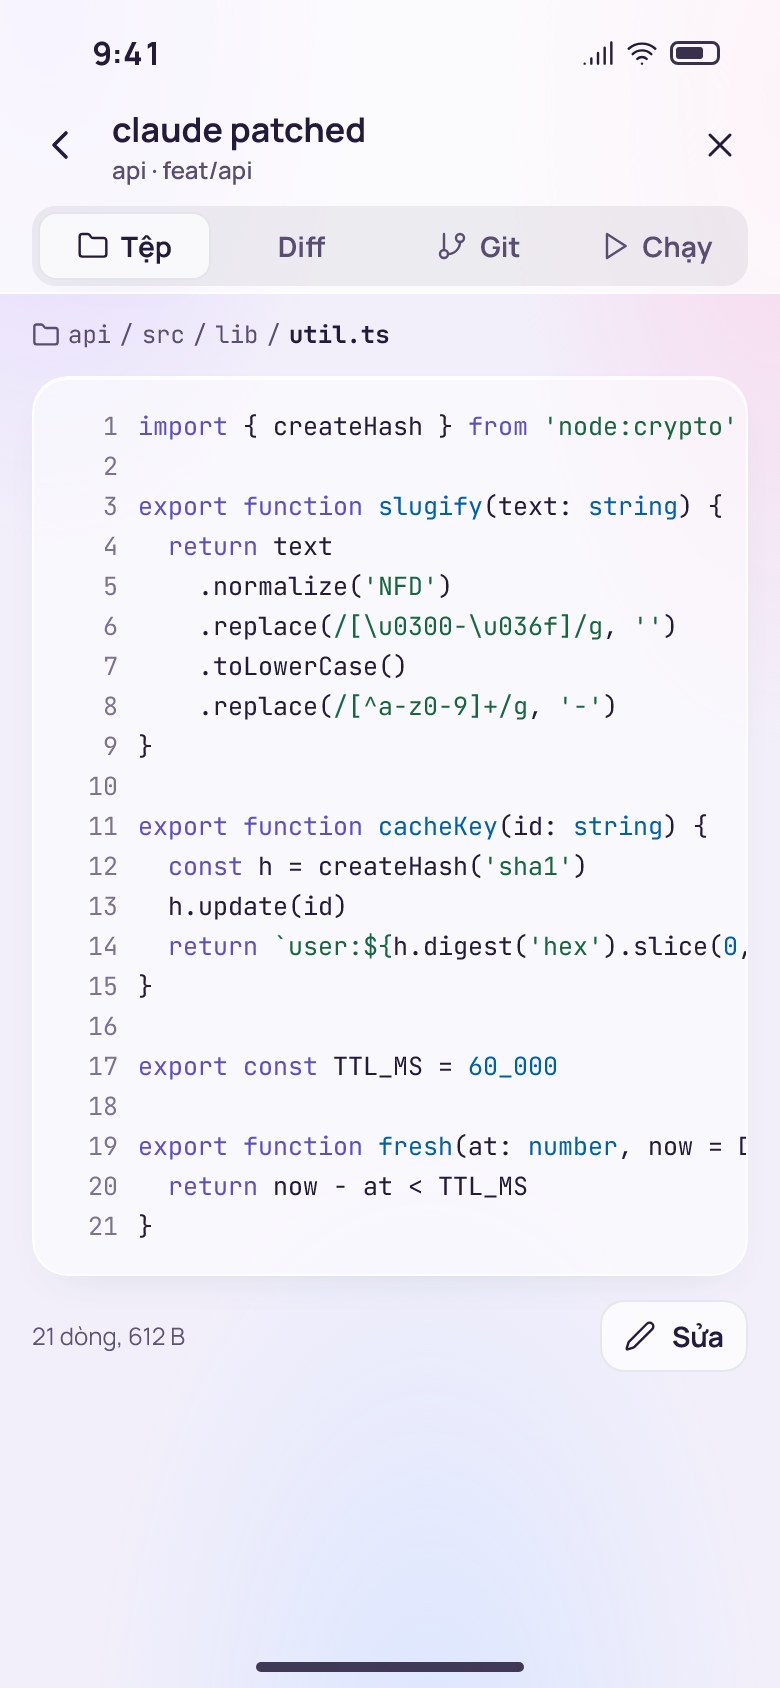 9:41
claude patched
api · feat/api
Tệp Diff Git Chạy
api / src / lib / util.ts
1 import { createHash } from 'node:crypto'
2
3 export function slugify(text: string) {
4 return text
5 .normalize('NFD')
6 .replace(/[\u0300-\u036f]/g, '')
7 .toLowerCase()
8 .replace(/[^a-z0-9]+/g, '-')
9 }
10
11 export function cacheKey(id: string) {
12 const h = createHash('sha1')
13 h.update(id)
14 return `user:${h.digest('hex').slice(0,
15 }
16
17 export const TTL_MS = 60_000
18
19 export function fresh(at: number, now =
20 return now - at < TTL_MS
21 }
21 dòng, 612 B
Sửa